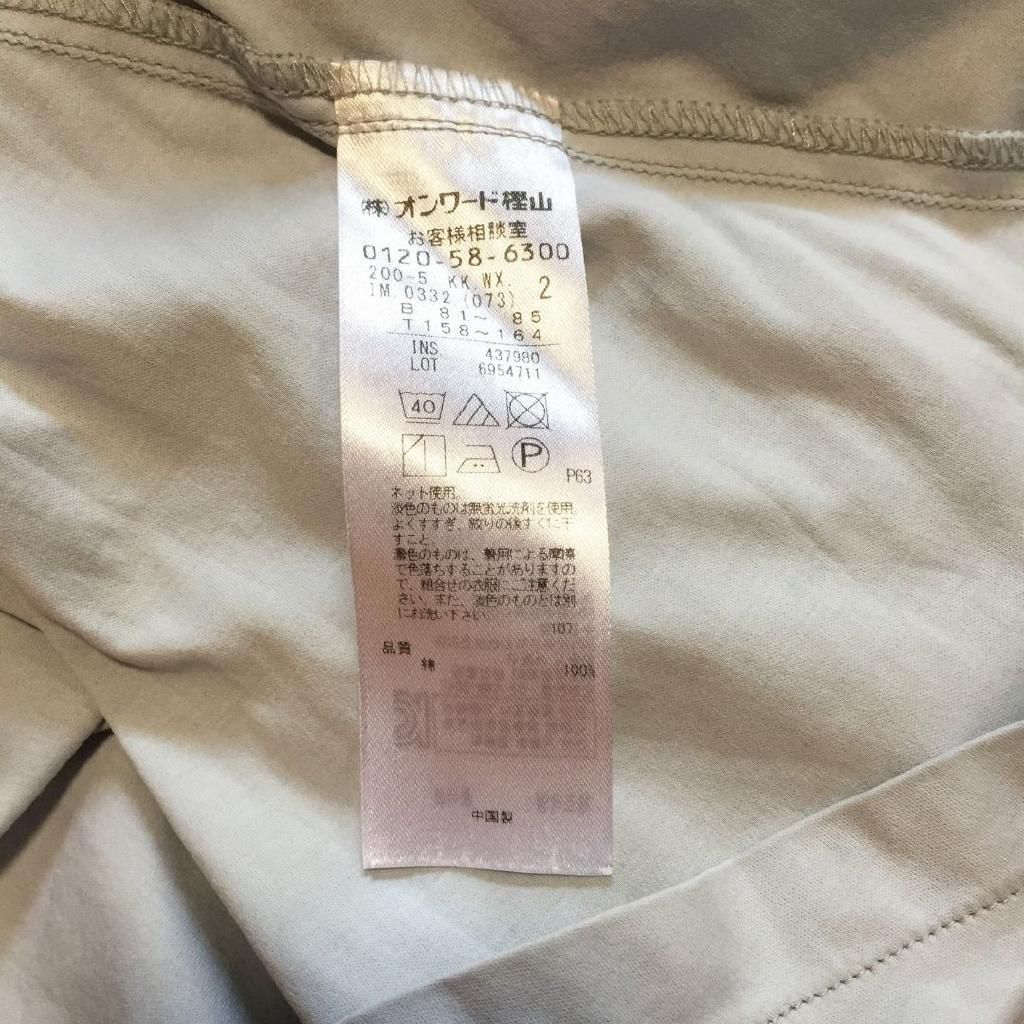 ㈱オンワード樫山
お客様相談室
0120-58-6300
200-5 KK.WX. 2
IM 0332 (073)
B 81～ 85
T158～164
INS 437980
LOT 6954711
40
P
P63
ネット使用。
淡色のものは無蛍光洗剤を使用。
よくすすぎ、絞りの後すぐに干
すこと。
濃色のものは、着用による摩擦
で色落ちすることがありますの
で、組合せの衣服にご注意くだ
さい。また、淡色のものとは別
にお洗い下さい。
107
品質
綿 100%
中国製